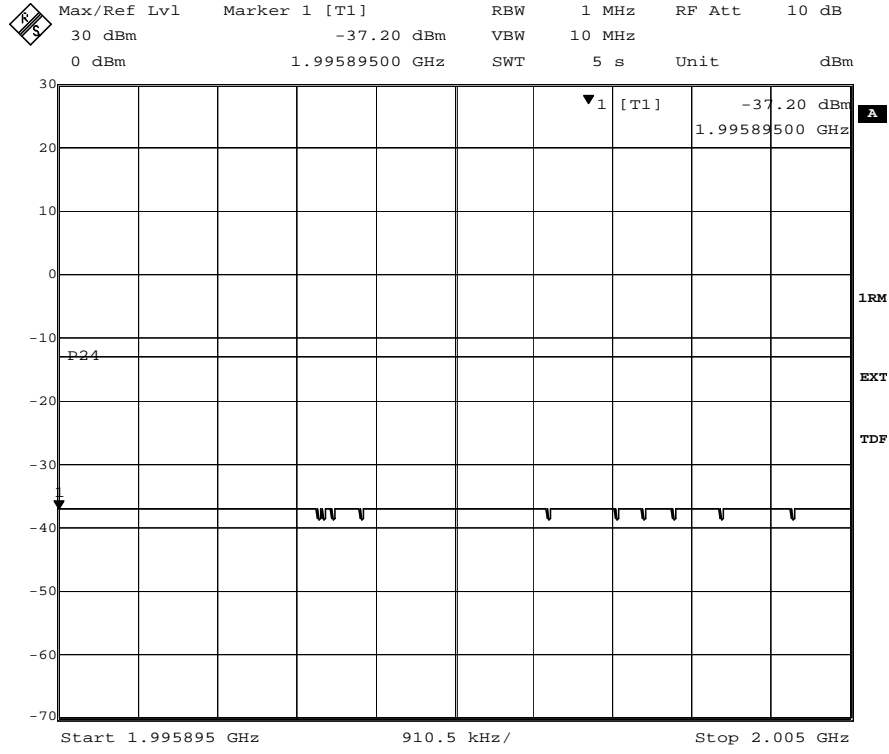 R S
Max/Ref Lvl Marker 1 [T1] RBW 1 MHz RF Att 10 dB
30 dBm -37.20 dBm VBW 10 MHz
0 dBm 1.99589500 GHz SWT 5 s Unit dBm
30
1 [T1] -37.20 dBm
A
1.99589500 GHz
20
10
0
1RM
-10
P24
EXT
-20
TDF
-30
1
-40
-50
-60
-70
Start 1.995895 GHz 910.5 kHz/ Stop 2.005 GHz